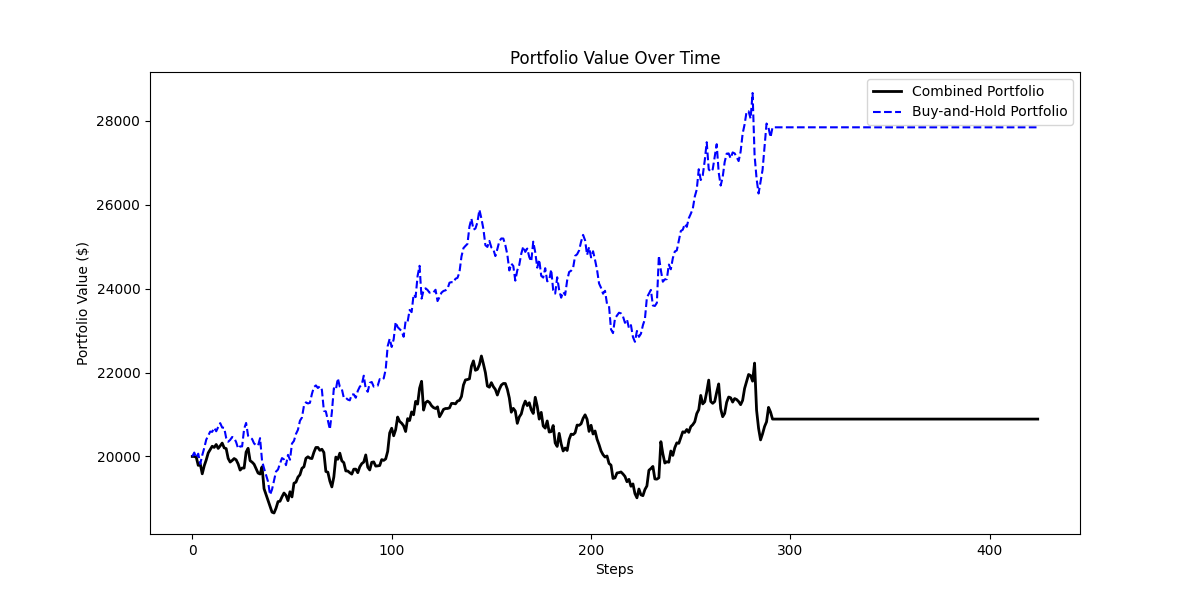 Portfolio Value Over Time
Combined Portfolio
Buy-and-Hold Portfolio
Portfolio Value ($)
28000
26000
24000
22000
20000
0 100 200 300 400
Steps